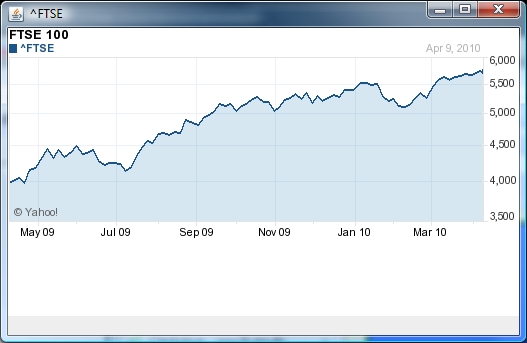 ^FTSE
FTSE 100
^FTSE
Apr 9, 2010
6,000
5,500
5,000
4,500
4,000
3,500
© Yahoo!
May 09 Jul 09 Sep 09 Nov 09 Jan 10 Mar 10